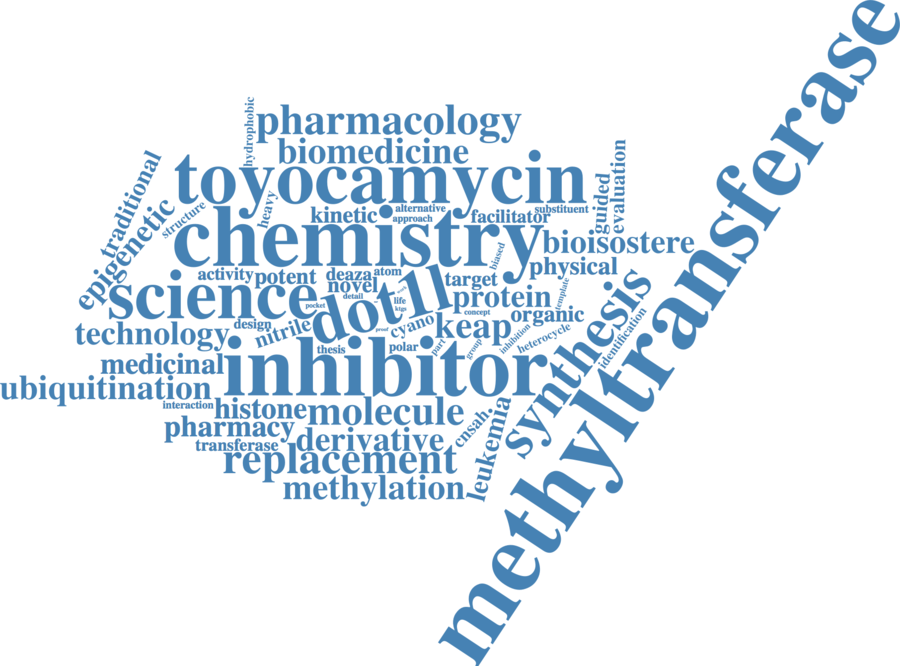 hydrophobic
pharmacology
biomedicine
toyocamycin
traditional
epigenetic
structure
heavy
kinetic
alternative
approach
facilitator
substituent
guided
evaluation
chemistry
biased
bioisostere
physical
activity
potent
deaza
atom
novel
target
science
dot1l
detail
pocket
life
ktgs
protein
template
concept
organic
technology
design
nitrile
proof
cyano
keap
synthesis
identification
medicinal
thesis
polar
part
group
inhibition
heterocycle
inhibitor
methyltransferase
ubiquitination
interaction
histone
molecule
cnsah
leukemia
pharmacy
transferase
derivative
replacement
methylation